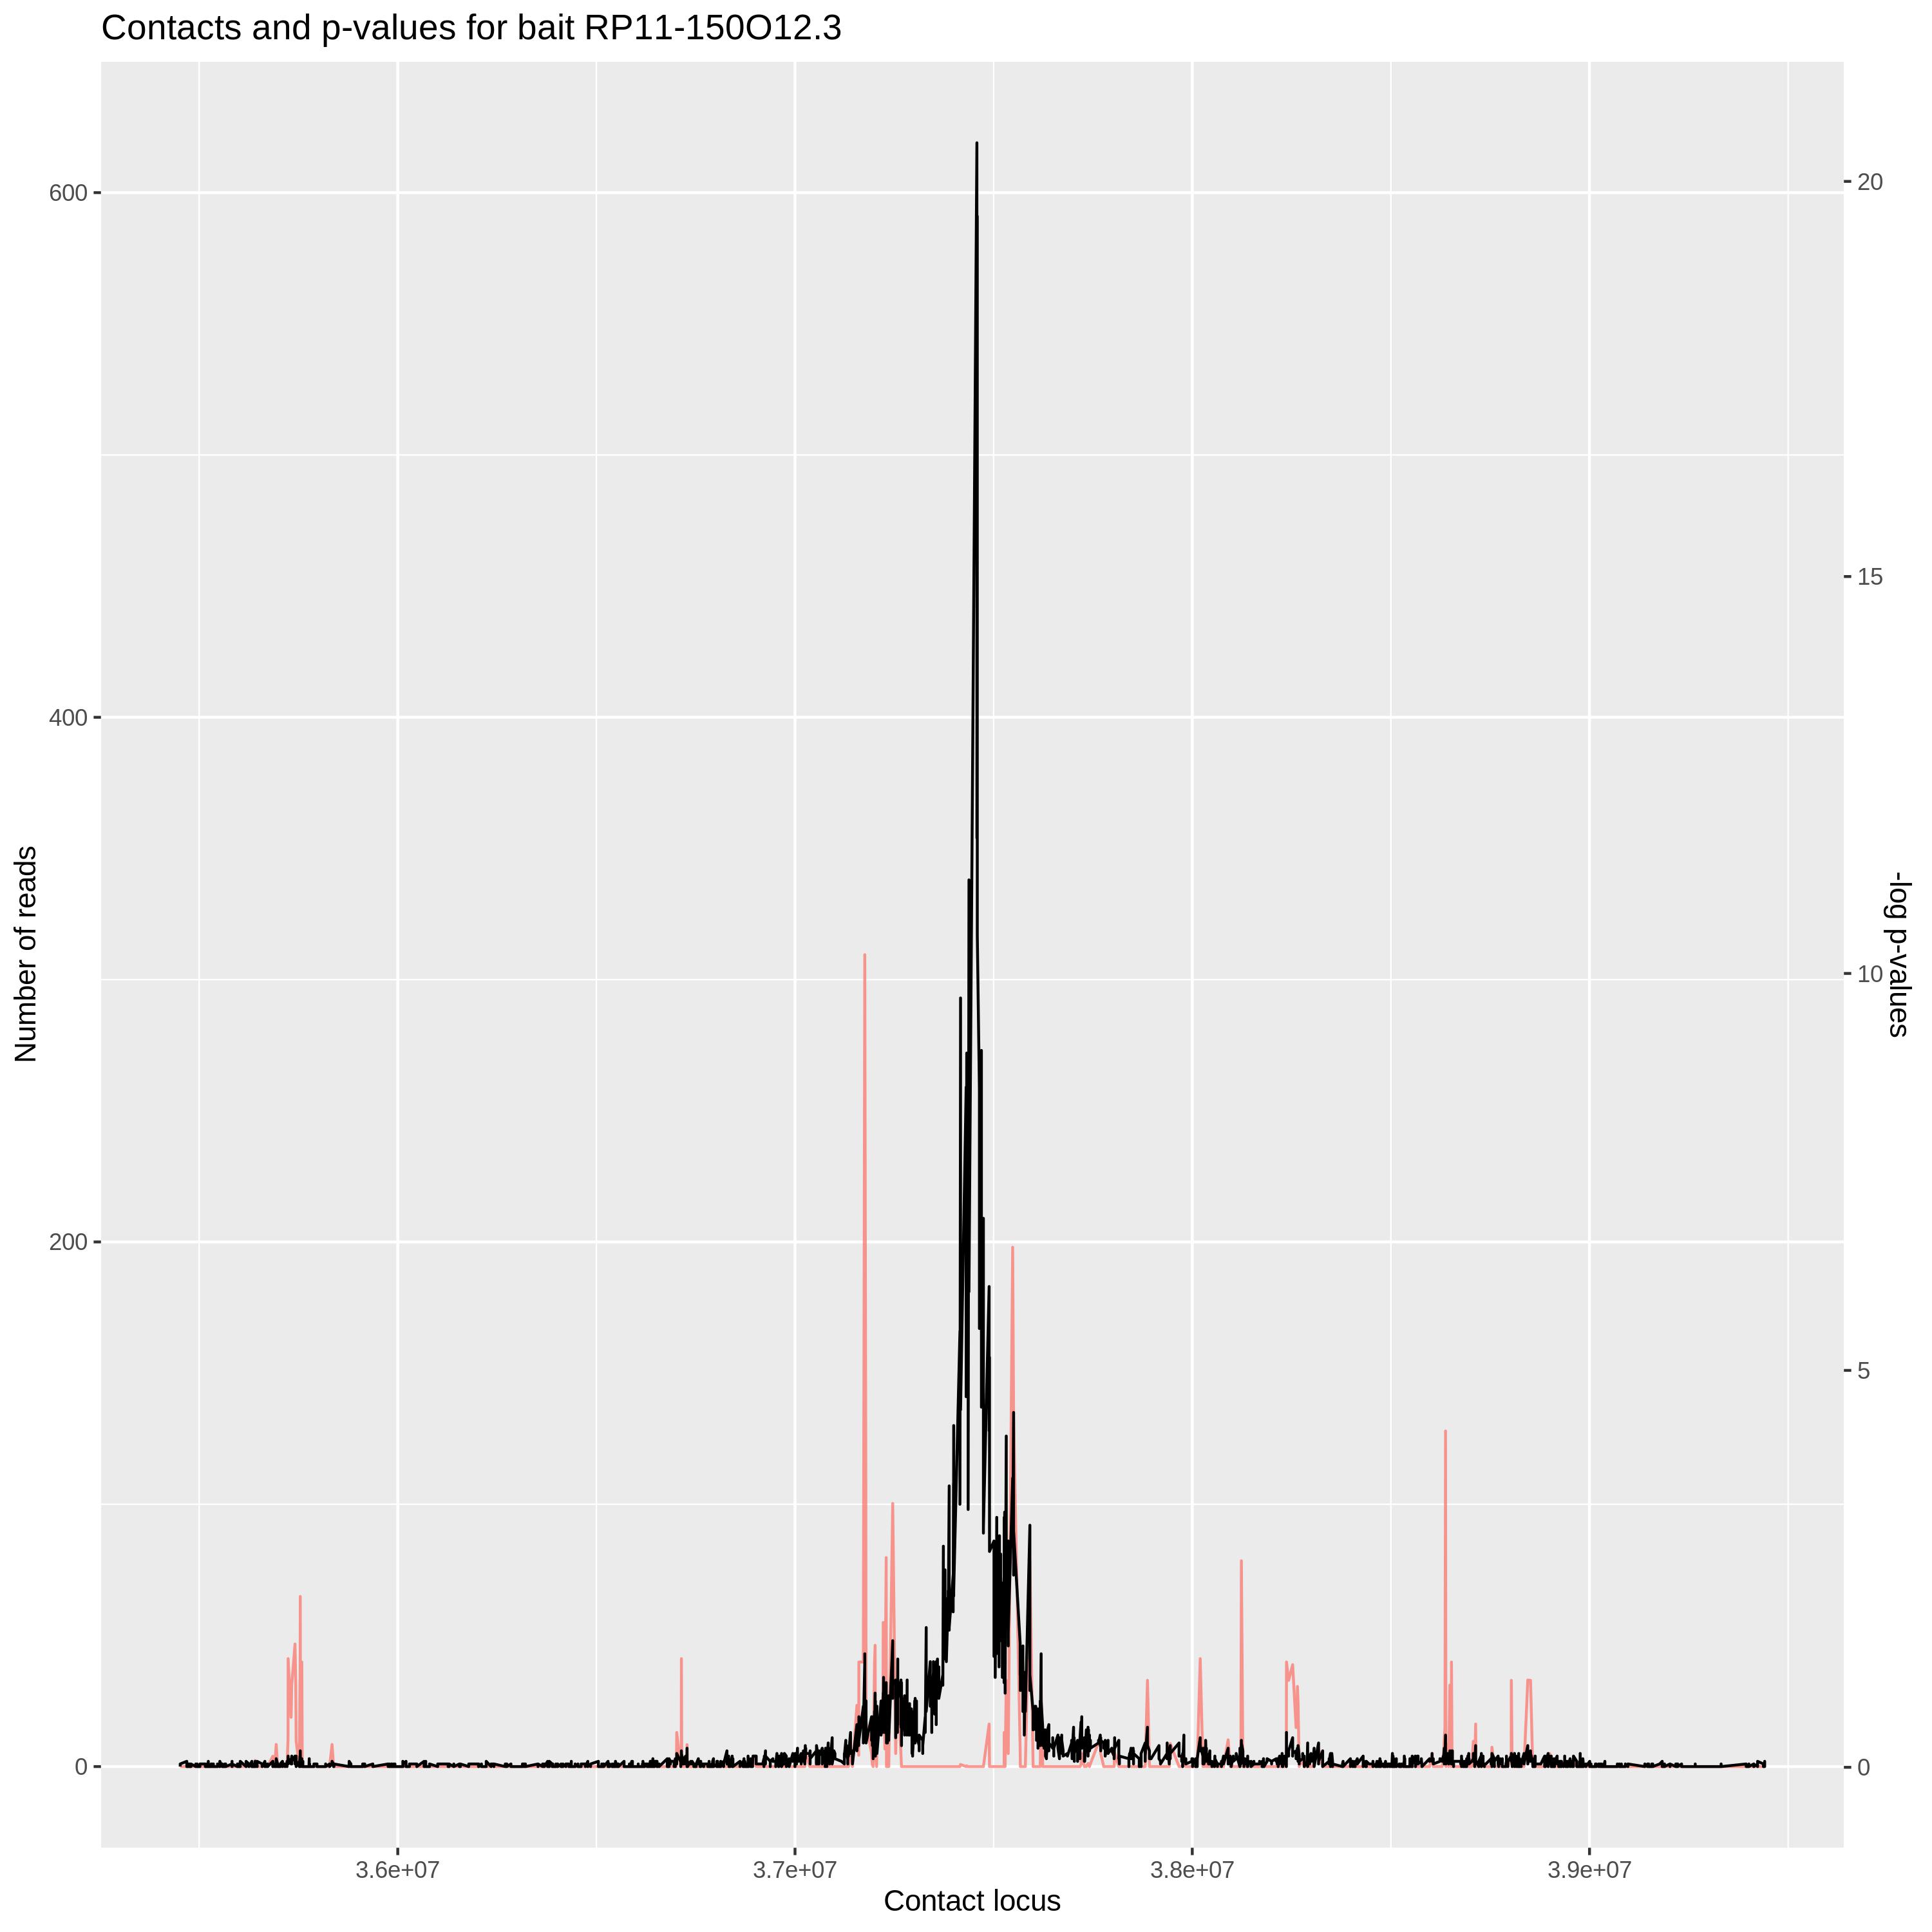 Contacts and p-values for bait RP11-150O12.3
600
400
200
0
Number of reads
20
15
10
5
0
-log p-values
3.6e+07
3.7e+07
3.8e+07
3.9e+07
Contact locus